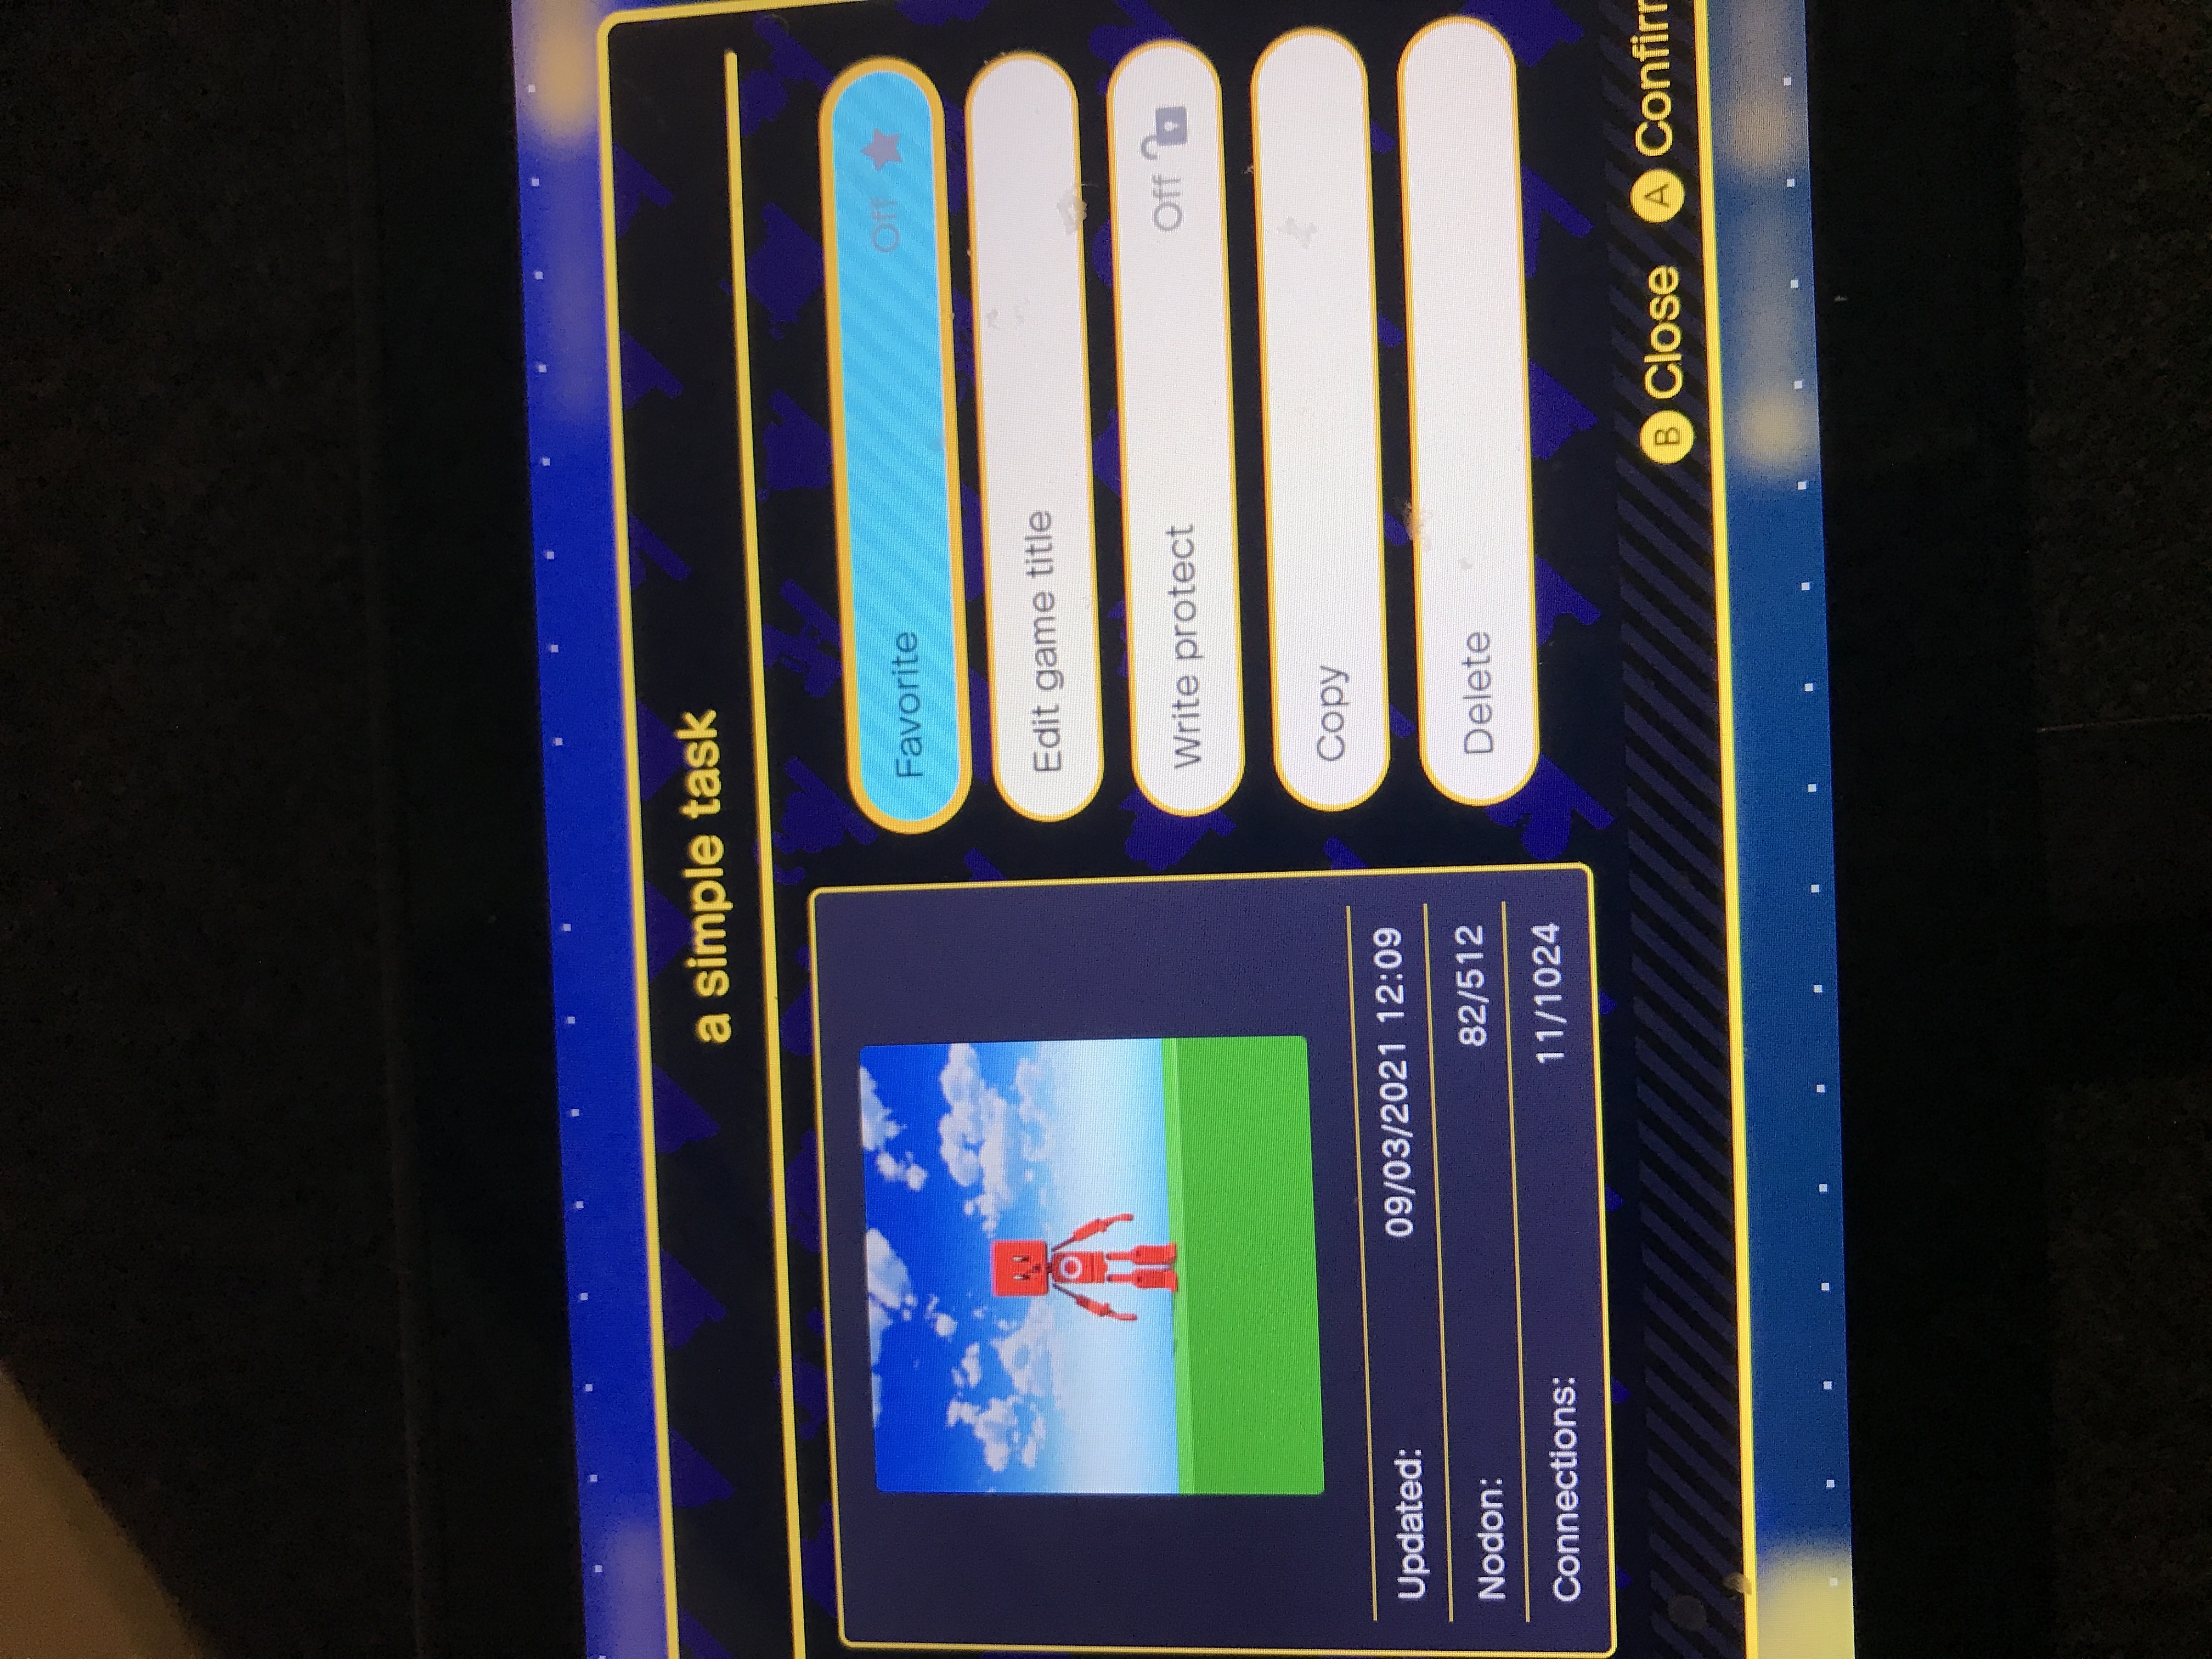 a simple task
Updated: 09/03/2021 12:09
Nodon: 82/512
Connections: 11/1024
Favorite Off
Edit game title
Write protect Off
Copy
Delete
B Close A Confir